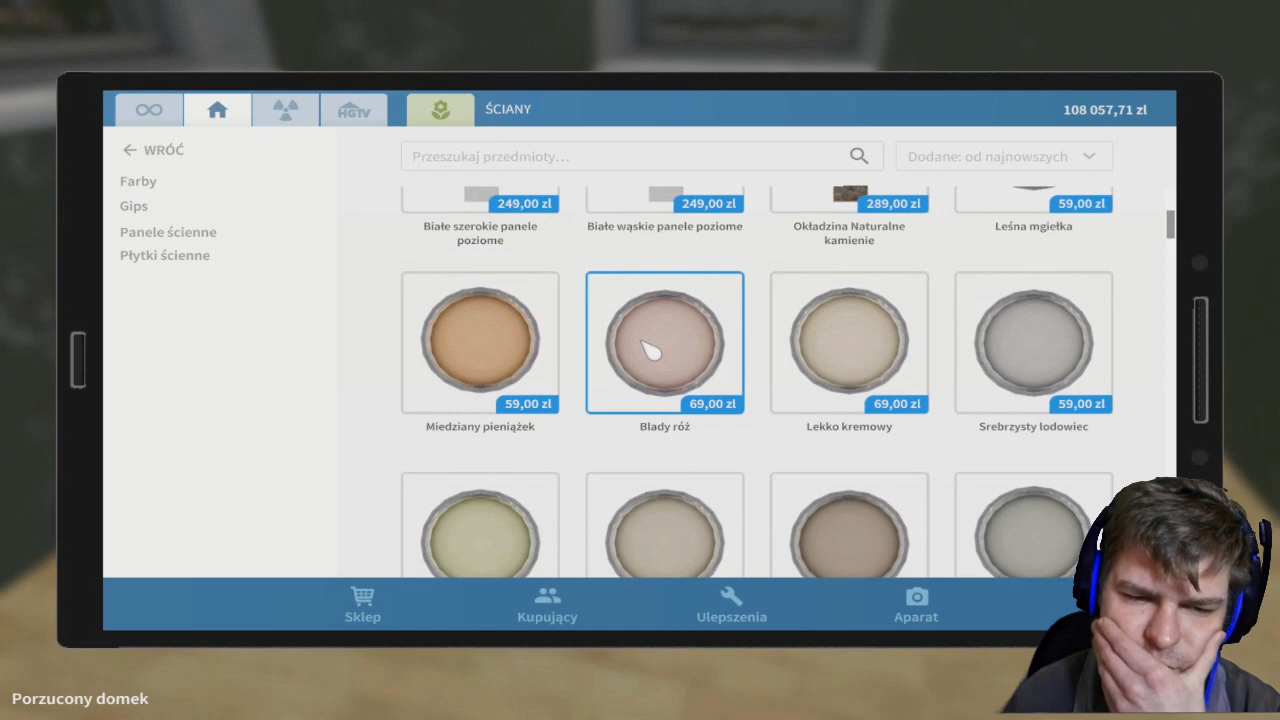 HGTV
ŚCIANY
108 057,71 zl
WRÓĆ
Przeszukaj przedmioty...
Dodane: od najnowszych
Farby
Gips
Panele ścienne
Płytki ścienne
249,00 zl
249,00 zl
289,00 zl
59,00 zl
Białe szerokie panele
poziome
Białe wąskie panele poziome
Okładzina Naturalne
kamienie
Leśna mgiełka
59,00 zl
69,00 zl
69,00 zl
59,00 zl
Miedziany pieniążek
Blady róż
Lekko kremowy
Srebrzysty lodowiec
Sklep
Kupujący
Ulepszenia
Aparat
Porzucony domek